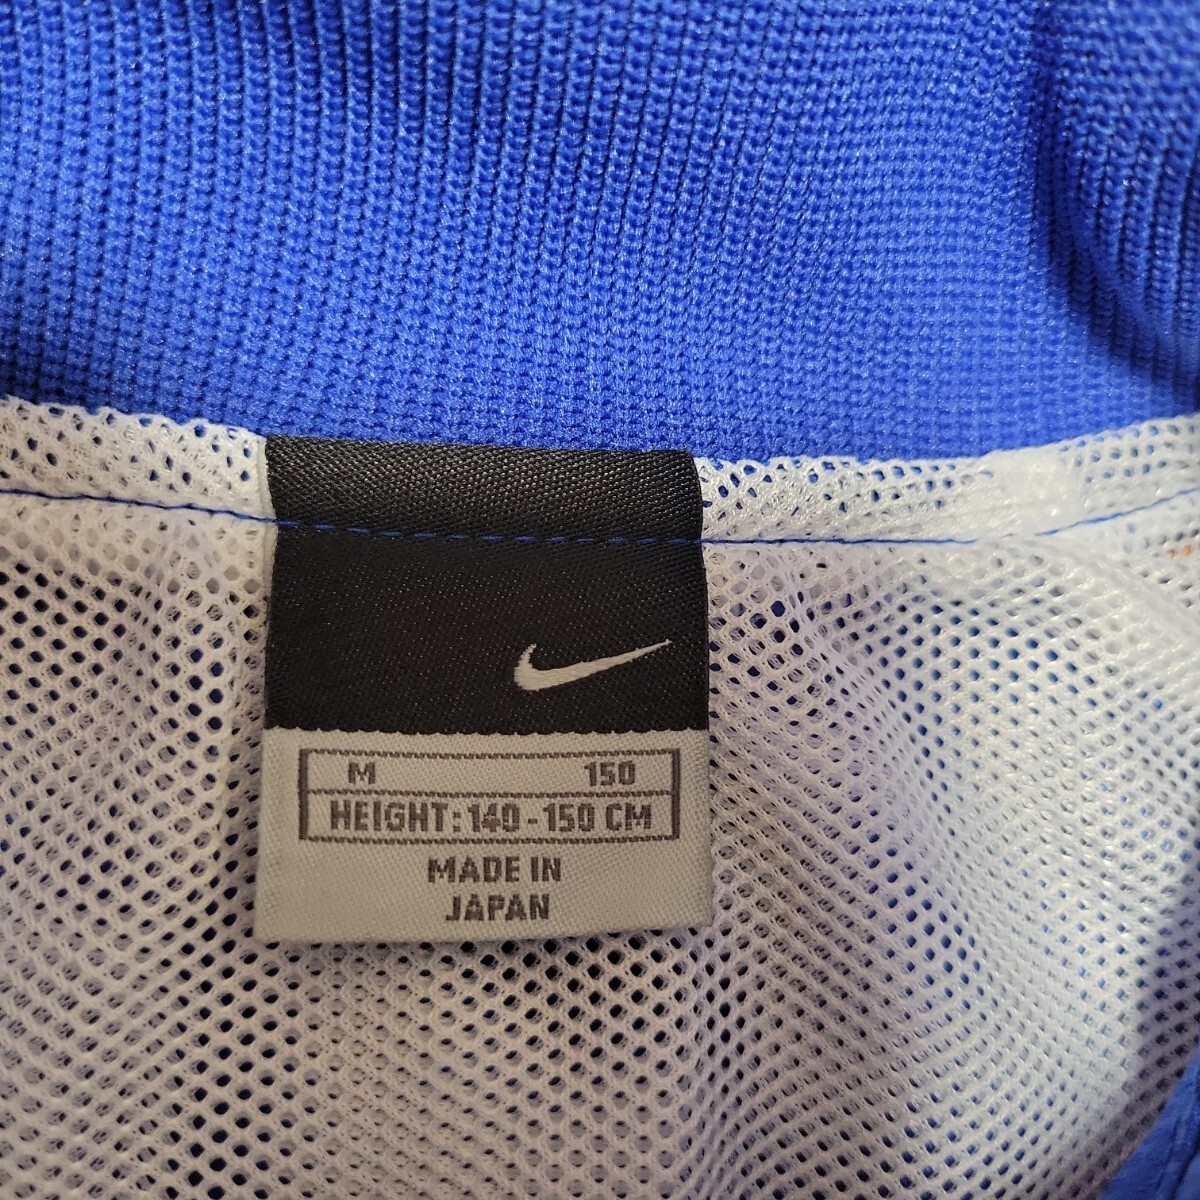 M 150
HEIGHT: 140-150 CM
MADE IN
JAPAN